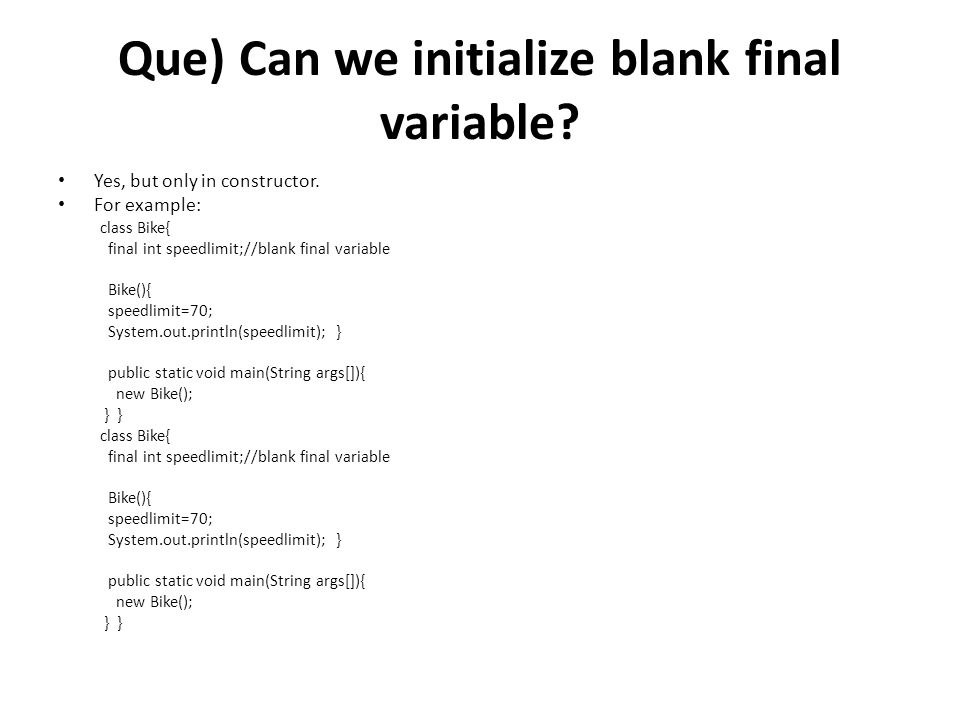 Que) Can we initialize blank final
variable?
• Yes, but only in constructor.
• For example:
class Bike{
final int speedlimit;//blank final variable
Bike(){
speedlimit=70;
System.out.println(speedlimit); }
public static void main(String args[]){
new Bike();
} }
class Bike{
final int speedlimit;//blank final variable
Bike(){
speedlimit=70;
System.out.println(speedlimit); }
public static void main(String args[]){
new Bike();
} }